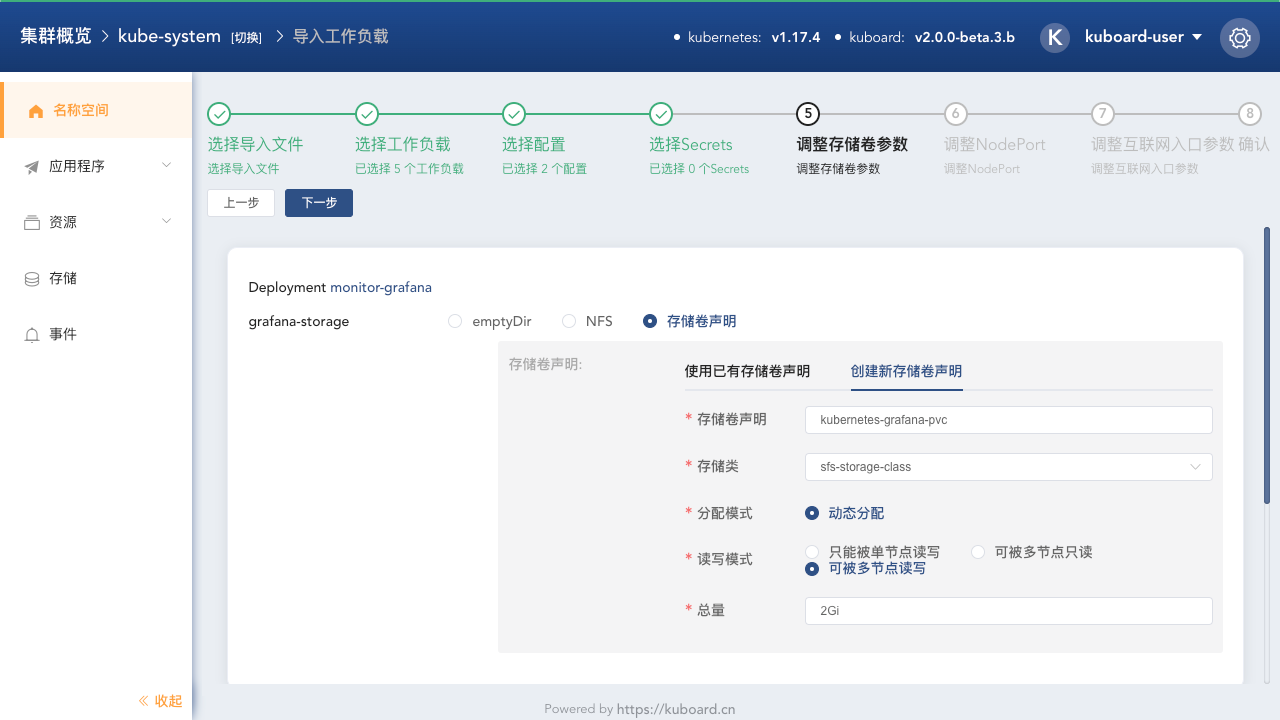 集群概览 > kube-system [切换] > 导入工作负载
kubernetes: v1.17.4 kuboard: v2.0.0-beta.3.b
K kuboard-user
名称空间
应用程序
资源
存储
事件
收起
5 6 7 8
选择导入文件 选择工作负载 选择配置 选择Secrets 调整存储卷参数 调整NodePort 调整互联网入口参数 确认
选择导入文件 已选择 5 个工作负载 已选择 2 个配置 已选择 0 个Secrets 调整存储卷参数 调整NodePort 调整互联网入口参数
上一步 下一步
Deployment monitor-grafana
grafana-storage emptyDir NFS 存储卷声明
存储卷声明:
使用已有存储卷声明 创建新存储卷声明
* 存储卷声明 kubernetes-grafana-pvc
* 存储类 sfs-storage-class
* 分配模式 动态分配
* 读写模式 只能被单节点读写 可被多节点只读
可被多节点读写
* 总量 2Gi
Powered by https://kuboard.cn